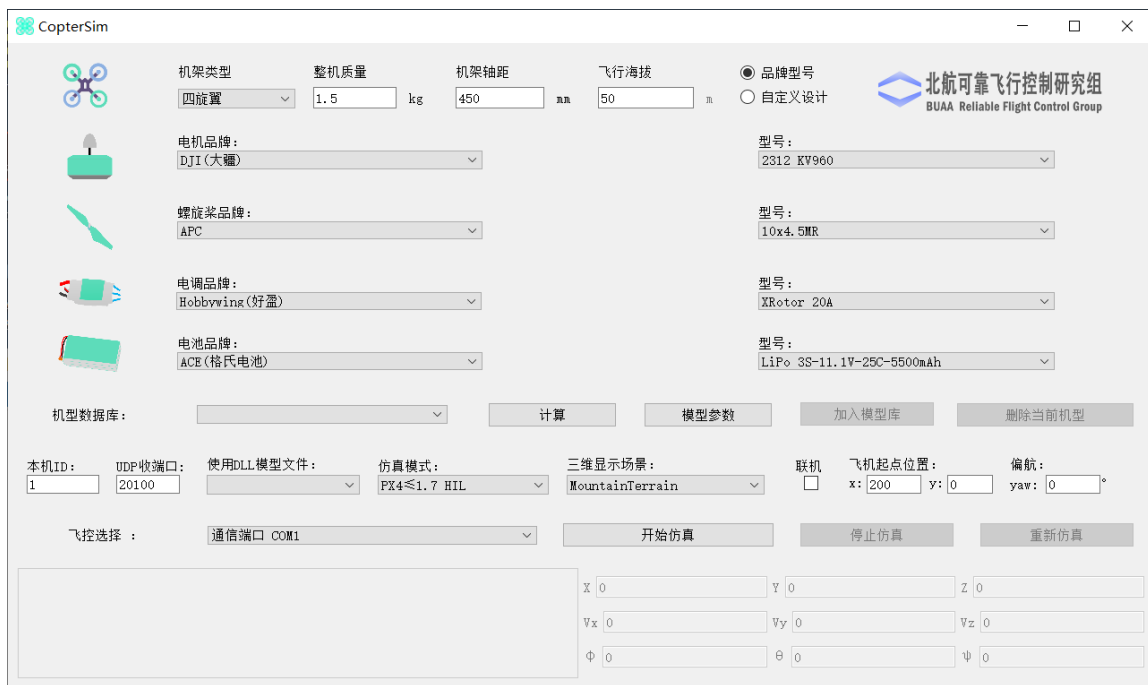 CopterSim
机架类型 整机质量 机架轴距 飞行海拔 品牌型号
四旋翼 1.5 kg 450 mm 50 m 自定义设计
北航可靠飞行控制研究组
BUAA Reliable Flight Control Group
电机品牌: 型号:
DJI(大疆) 2312 KV960
螺旋桨品牌: 型号:
APC 10x4.5MR
电调品牌: 型号:
Hobbywing(好盈) XRotor 20A
电池品牌: 型号:
ACE(格氏电池) LiPo 3S-11.1V-25C-5500mAh
机型数据库: 计算 模型参数 加入模型库 删除当前机型
本机ID: UDP收端口: 使用DLL模型文件: 仿真模式: 三维显示场景: 联机 飞机起点位置: 偏航:
1 20100 PX4≤1.7 HIL MountainTerrain x: 200 y: 0 yaw: 0 °
飞控选择 : 通信端口 COM1 开始仿真 停止仿真 重新仿真
X 0 Y 0 Z 0
Vx 0 Vy 0 Vz 0
Φ 0 θ 0 ψ 0